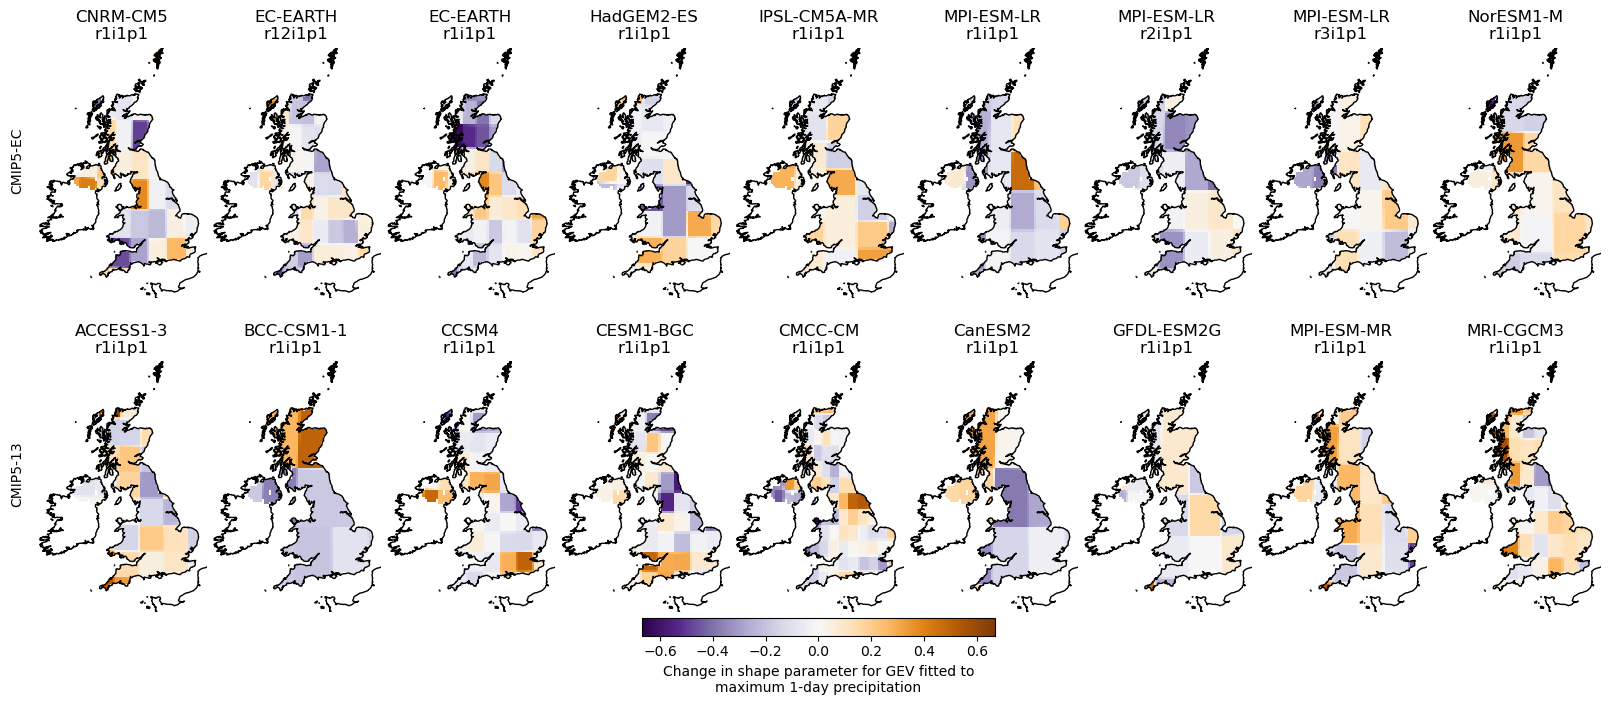 CNRM-CM5 EC-EARTH EC-EARTH HadGEM2-ES IPSL-CM5A-MR MPI-ESM-LR MPI-ESM-LR MPI-ESM-LR NorESM1-M
r1i1p1 r12i1p1 r1i1p1 r1i1p1 r1i1p1 r1i1p1 r2i1p1 r3i1p1 r1i1p1
CMIP5-EC
ACCESS1-3 BCC-CSM1-1 CCSM4 CESM1-BGC CMCC-CM CanESM2 GFDL-ESM2G MPI-ESM-MR MRI-CGCM3
r1i1p1 r1i1p1 r1i1p1 r1i1p1 r1i1p1 r1i1p1 r1i1p1 r1i1p1 r1i1p1
CMIP5-13
−0.6 −0.4 −0.2 0.0 0.2 0.4 0.6
Change in shape parameter for GEV fitted to
maximum 1-day precipitation